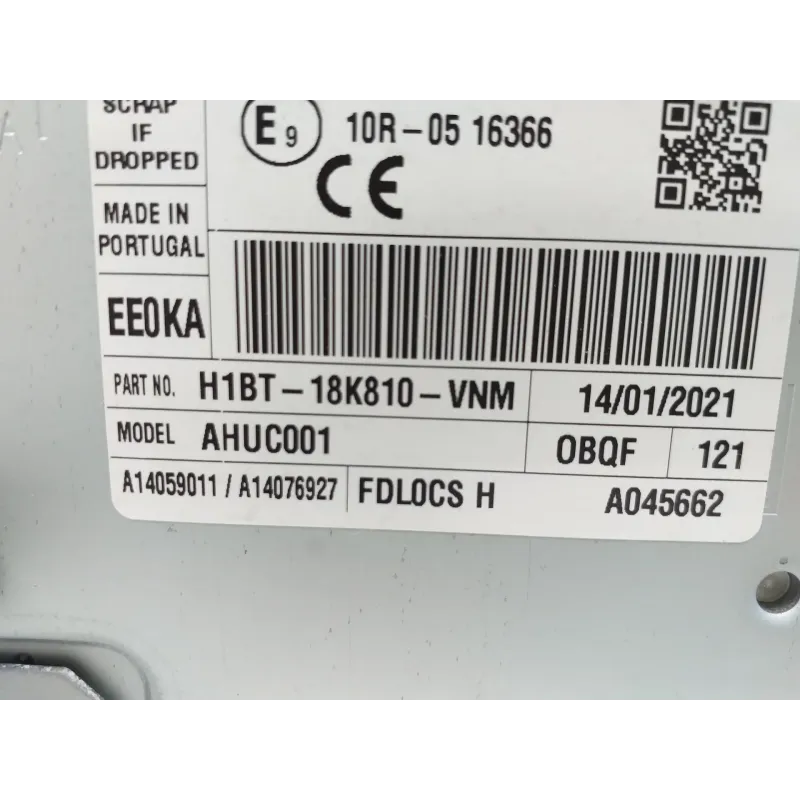 SCRAP
IF
DROPPED
E9
10R-05 16366
CE
MADE IN
PORTUGAL
EE0KA
PART NO. H1BT-18K810-VNM
14/01/2021
MODEL AHUC001
0BQF
121
A14059011 / A14076927
FDL0CS H
A045662